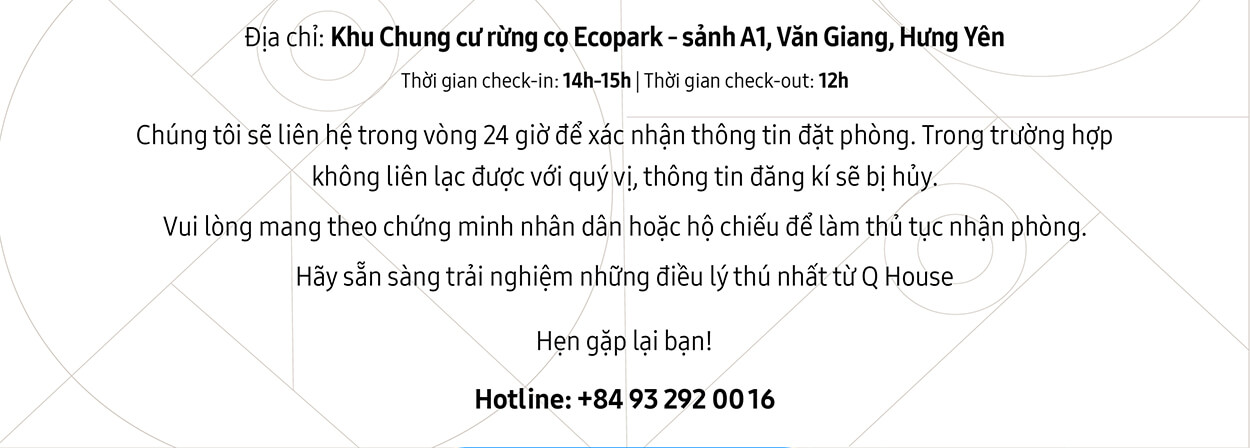 Địa chỉ: Khu Chung cư rừng cọ Ecopark - sảnh A1, Văn Giang, Hưng Yên
Thời gian check-in: 14h-15h | Thời gian check-out: 12h
Chúng tôi sẽ liên hệ trong vòng 24 giờ để xác nhận thông tin đặt phòng. Trong trường hợp
không liên lạc được với quý vị, thông tin đăng kí sẽ bị hủy.
Vui lòng mang theo chứng minh nhân dân hoặc hộ chiếu để làm thủ tục nhận phòng.
Hãy sẵn sàng trải nghiệm những điều lý thú nhất từ Q House
Hẹn gặp lại bạn!
Hotline: +84 93 292 00 16